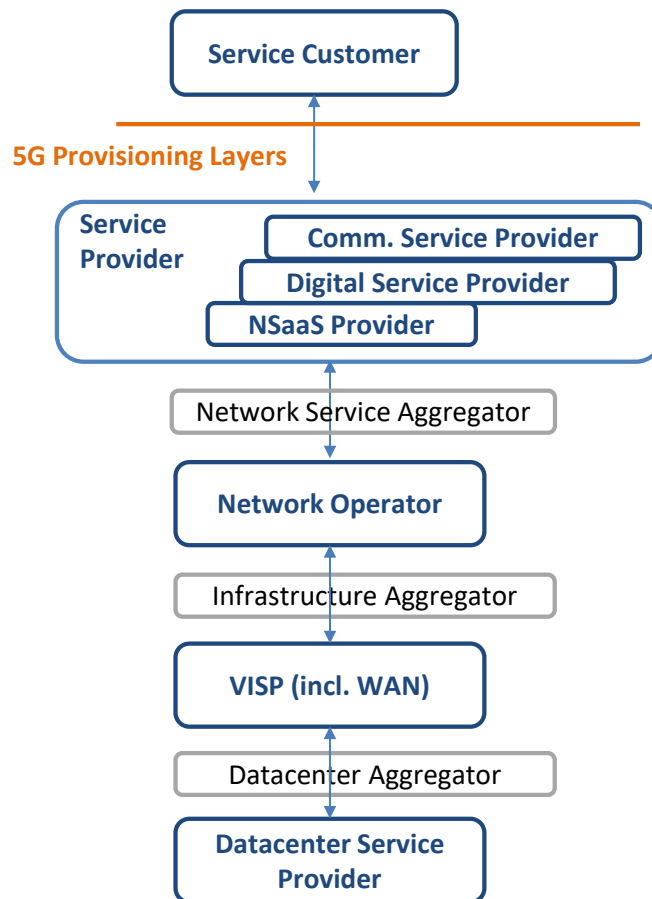 Service Customer
5G Provisioning Layers
Service
Provider
Comm. Service Provider
Digital Service Provider
NSaaS Provider
Network Service Aggregator
Network Operator
Infrastructure Aggregator
VISP (incl. WAN)
Datacenter Aggregator
Datacenter Service
Provider